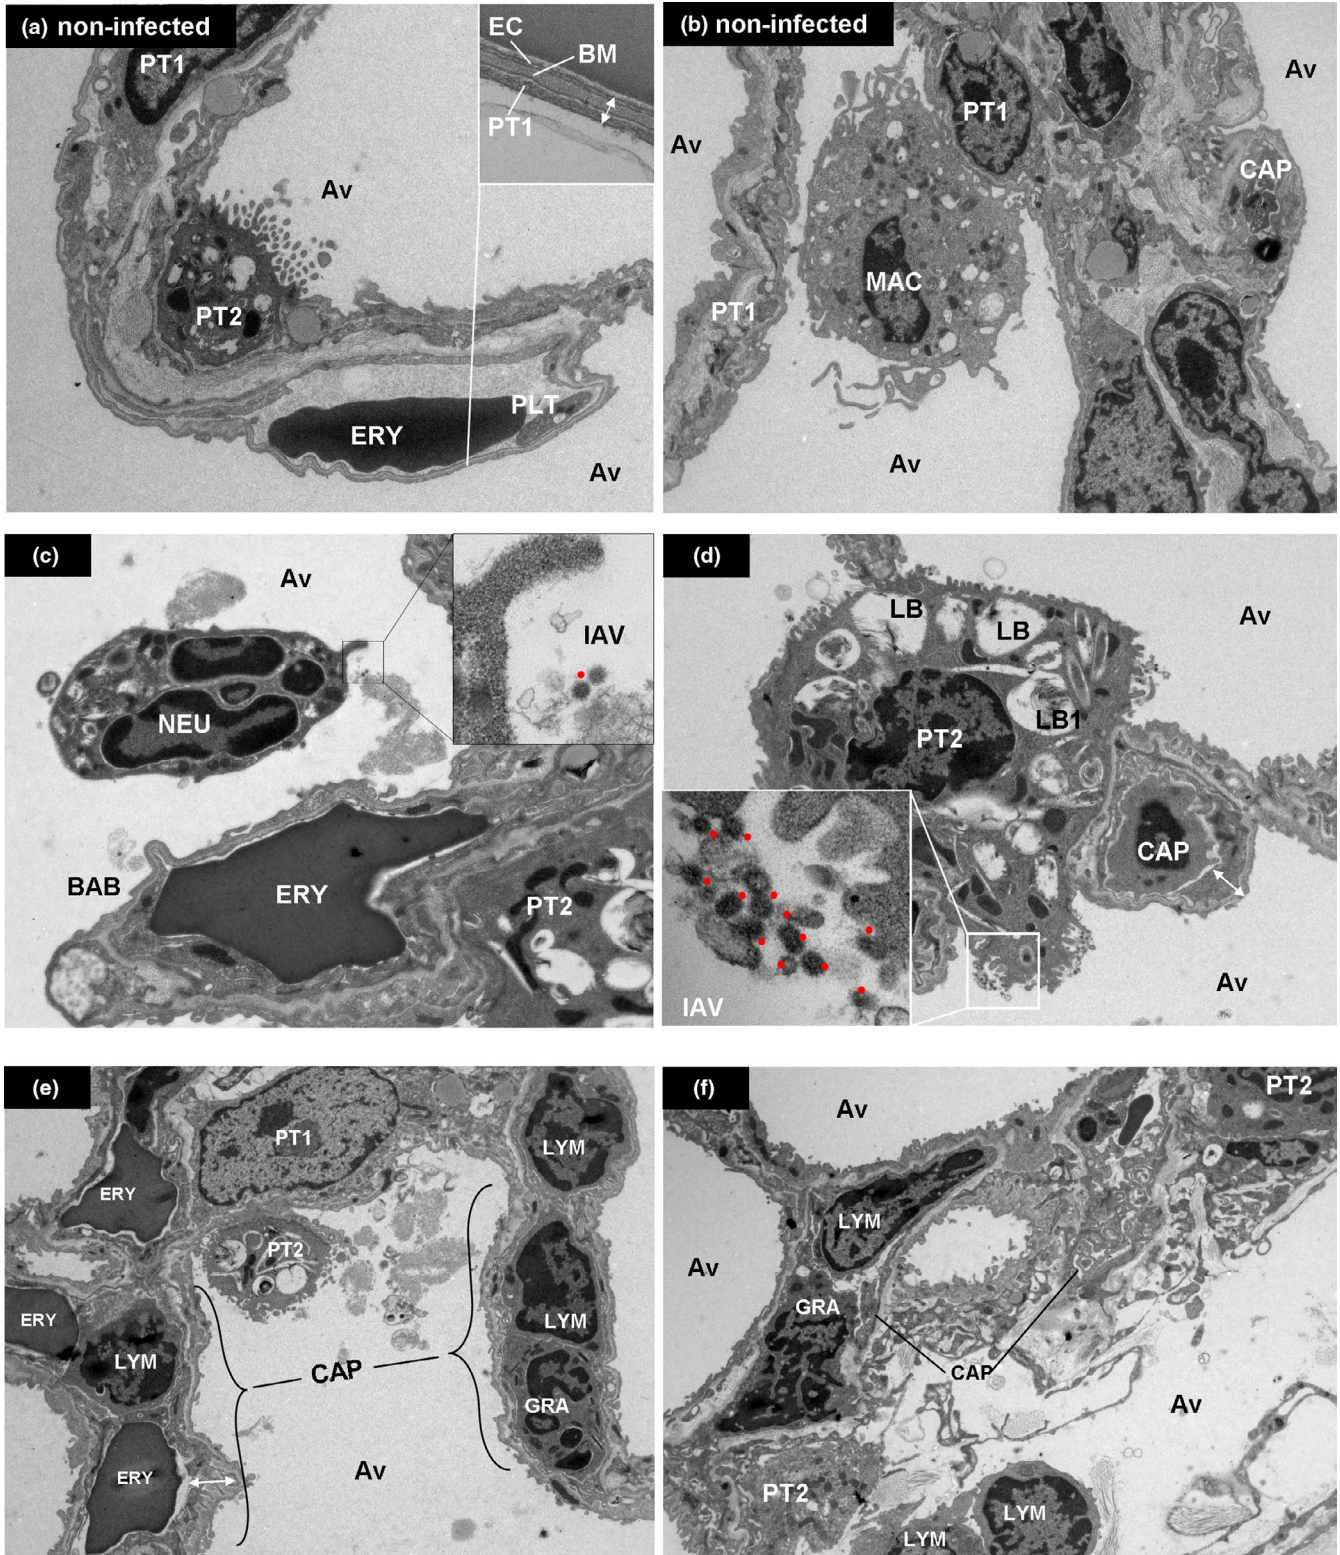 (a) non-infected
PT1
EC
BM
PT1
Av
PT2
PLT
ERY
Av
(b) non-infected
Av
PT1
Av
CAP
MAC
PT1
Av
(c)
Av
IAV
NEU
BAB
ERY
PT2
(d)
LB
LB
Av
LB1
PT2
CAP
IAV
Av
(e)
PT1
LYM
ERY
PT2
ERY
LYM
LYM
CAP
GRA
ERY
Av
(f)
PT2
Av
LYM
Av
GRA
CAP
Av
PT2
LYM
LYM